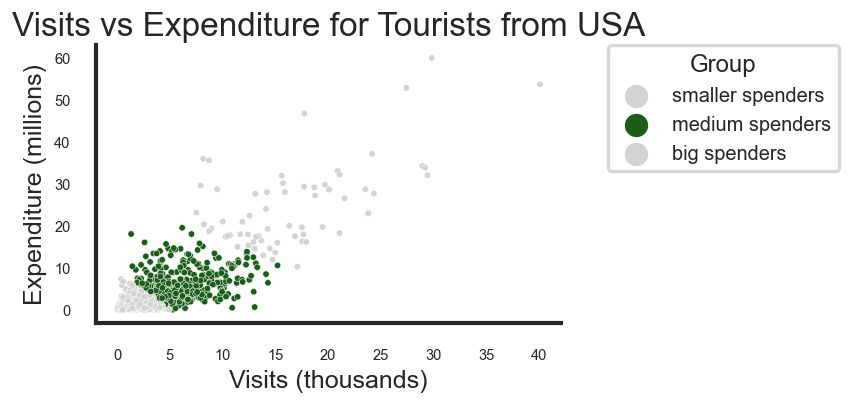 Visits vs Expenditure for Tourists from USA
Group
smaller spenders
medium spenders
big spenders
Expenditure (millions)
60
50
40
30
20
10
0
0 5 10 15 20 25 30 35 40
Visits (thousands)